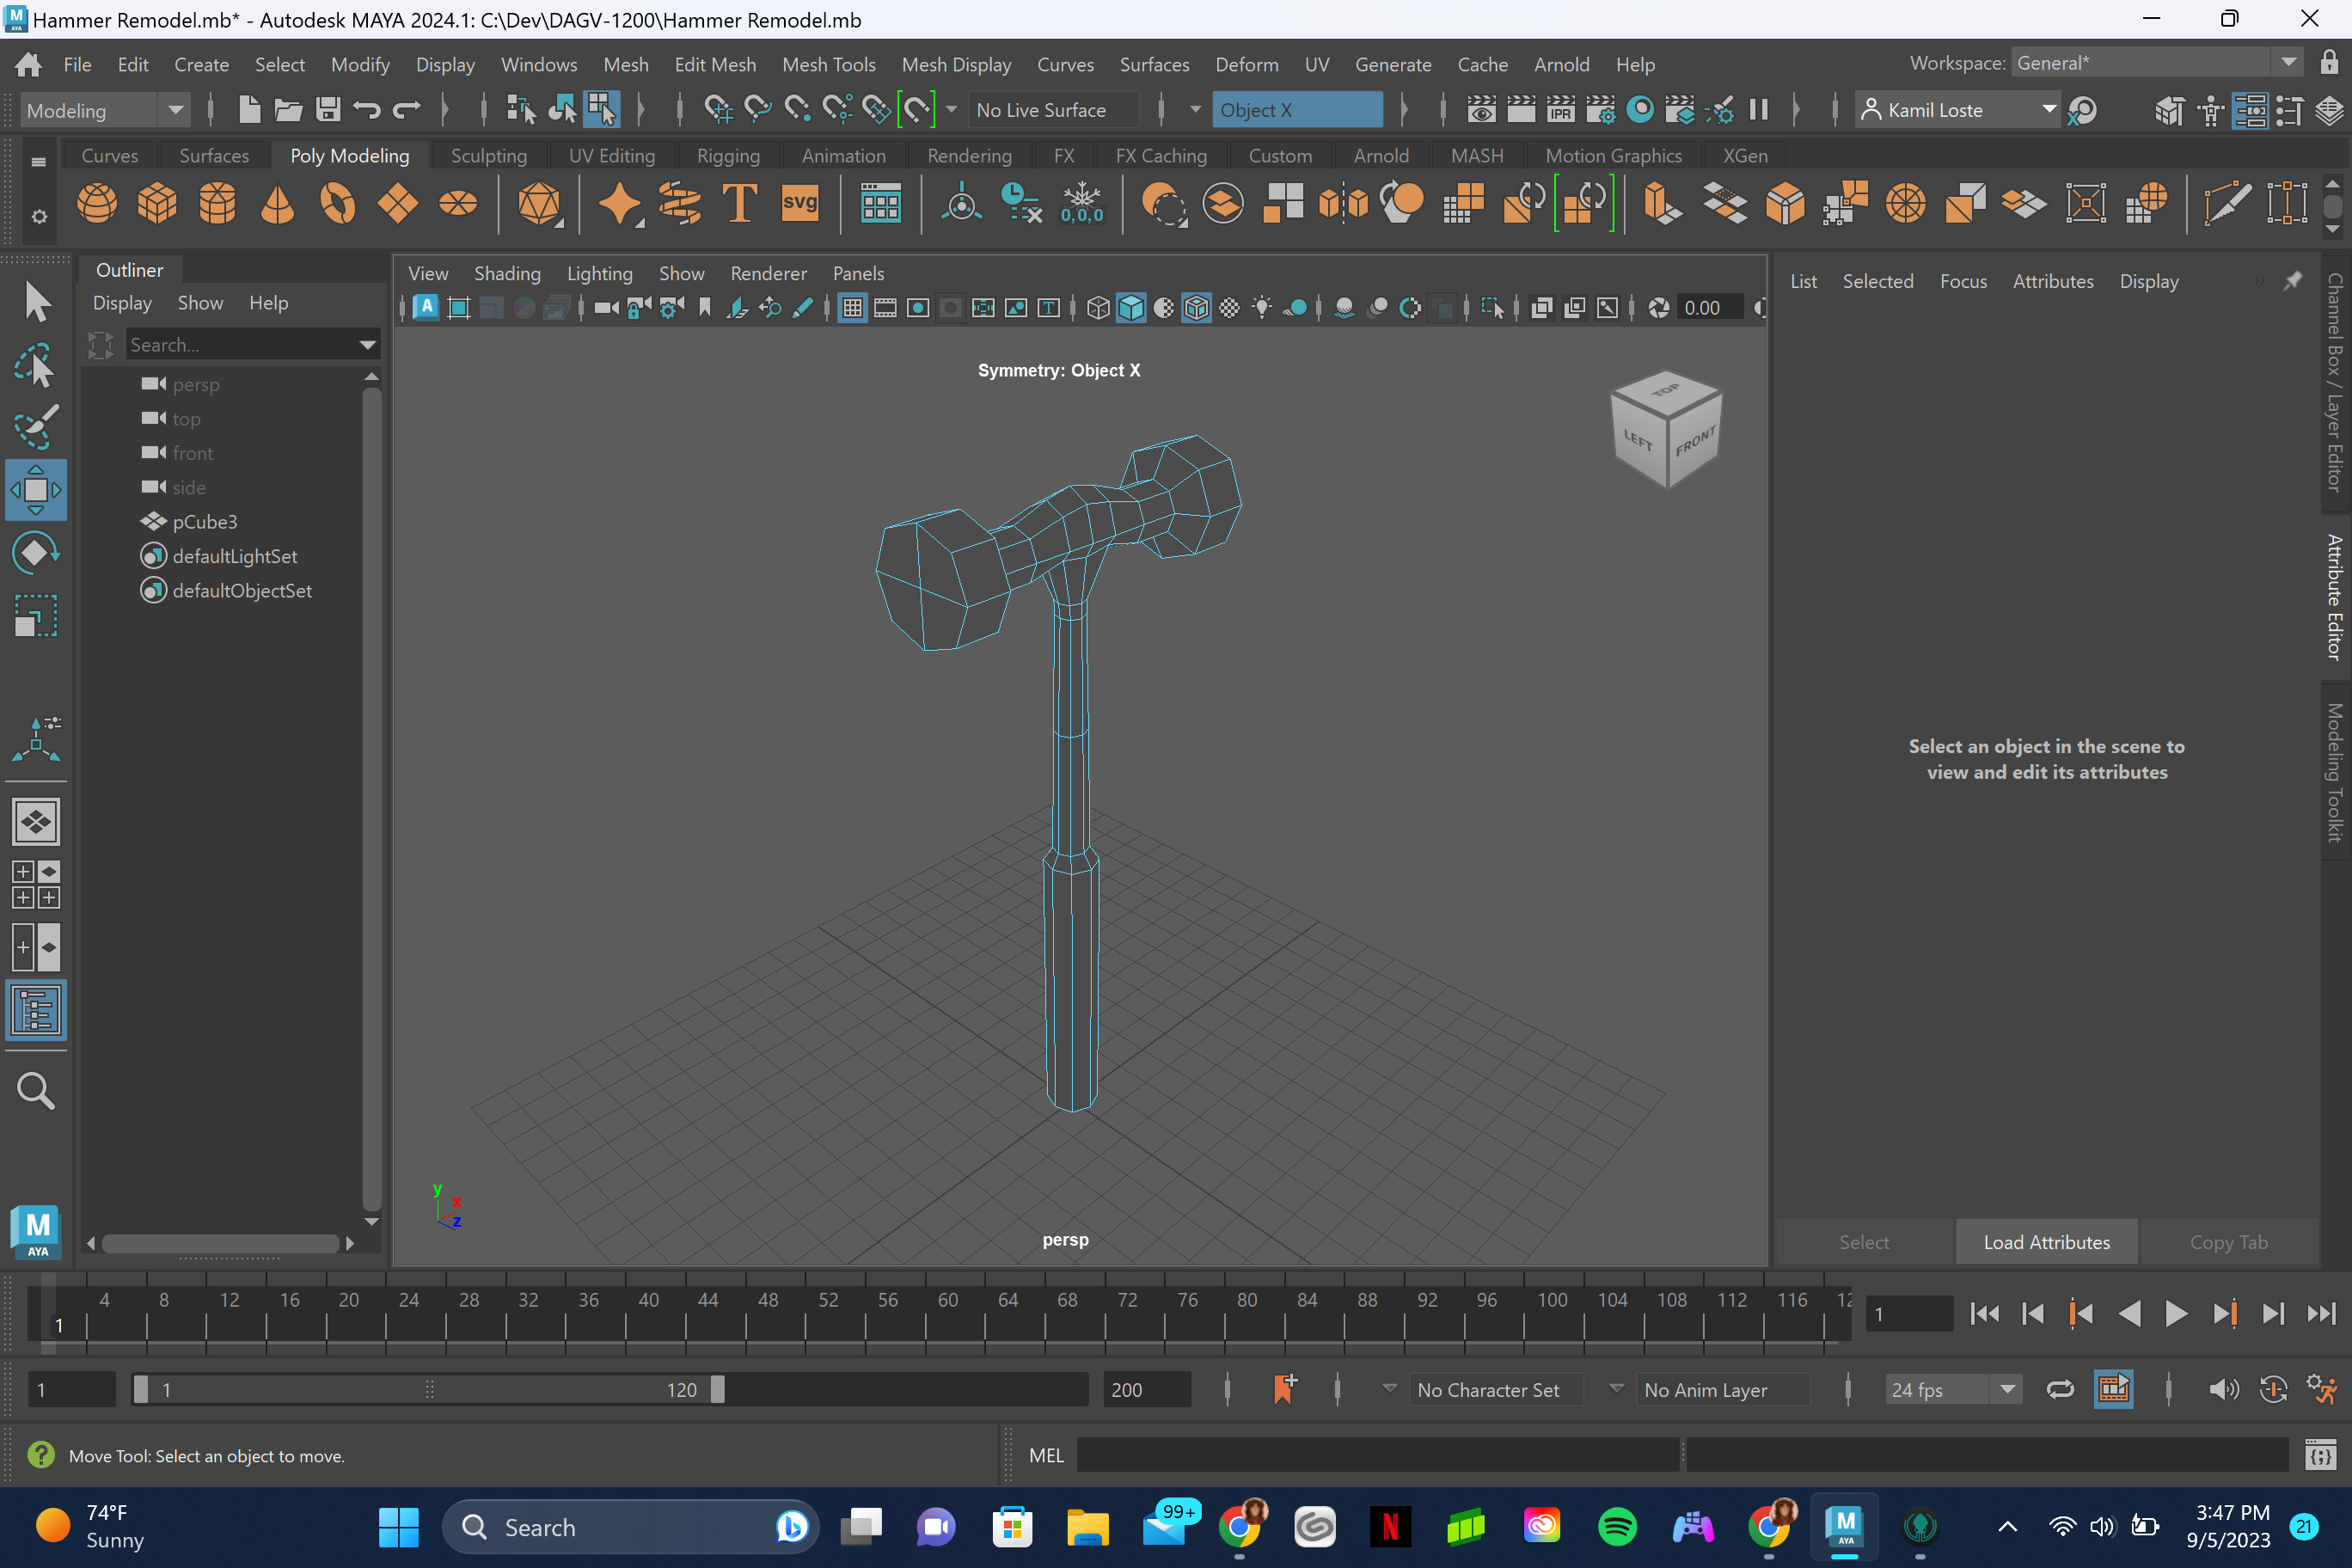 Hammer Remodel.mb* - Autodesk MAYA 2024.1: C:\Dev\DAGV-1200\Hammer Remodel.mb
File Edit Create Select Modify Display Windows Mesh Edit Mesh Mesh Tools Mesh Display Curves Surfaces Deform UV Generate Cache Arnold Help
Workspace: General*
Modeling
No Live Surface
Object X
IPR
Kamil Loste
Curves Surfaces Poly Modeling Sculpting UV Editing Rigging Animation Rendering FX FX Caching Custom Arnold MASH Motion Graphics XGen
T
svg
0,0,0
Outliner
Display Show Help
Search...
persp
top
front
side
pCube3
defaultLightSet
defaultObjectSet
View Shading Lighting Show Renderer Panels
0.00
Symmetry: Object X
TOP
LEFT
FRONT
y
x
z
persp
List Selected Focus Attributes Display
Select an object in the scene to
view and edit its attributes
Select
Load Attributes
Copy Tab
Channel Box / Layer Editor
Attribute Editor
Modeling Toolkit
M
AYA
4 8 12 16 20 24 28 32 36 40 44 48 52 56 60 64 68 72 76 80 84 88 92 96 100 104 108 112 116 12
1
1
1
1
120
200
No Character Set
No Anim Layer
24 fps
Move Tool: Select an object to move.
MEL
74°F
Sunny
Search
99+
N
M
AYA
3:47 PM
9/5/2023
21